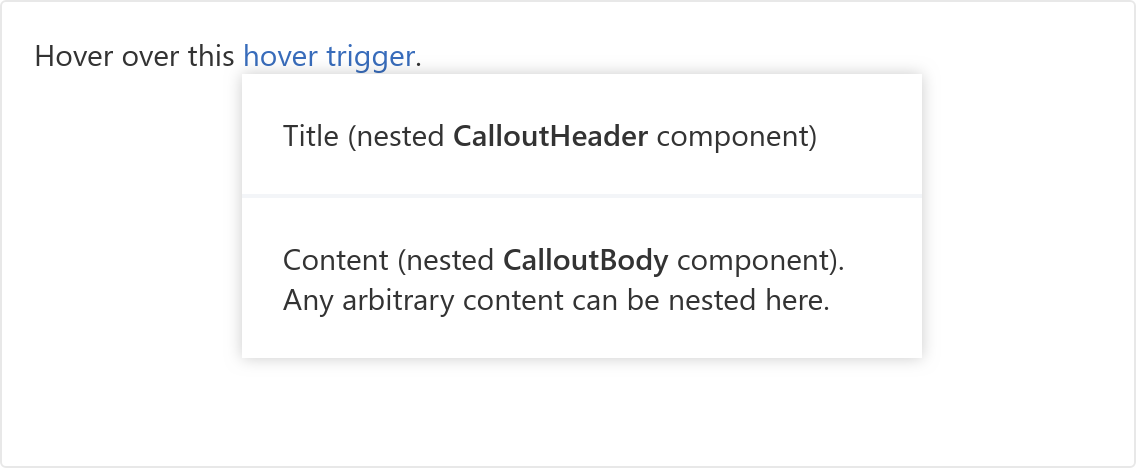 Hover over this hover trigger.
Title (nested CalloutHeader component)
Content (nested CalloutBody component).
Any arbitrary content can be nested here.